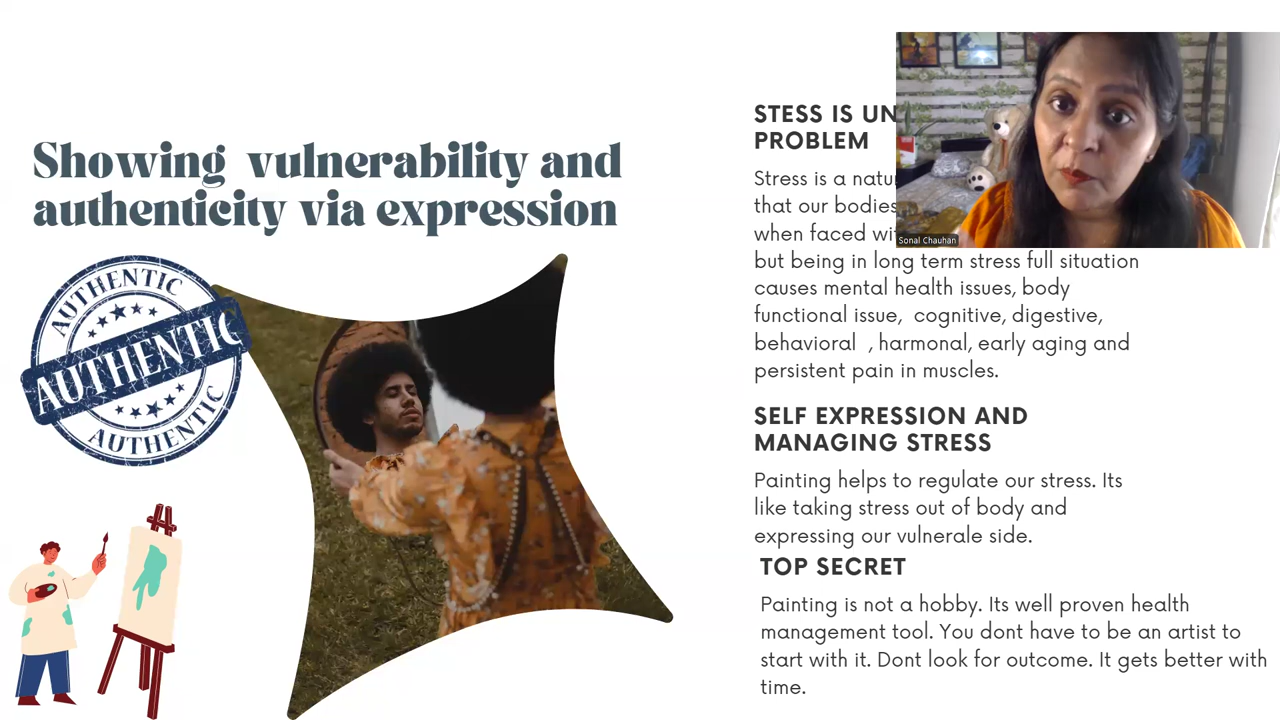 Showing vulnerability and
authenticity via expression
AUTHENTIC
AUTHENTIC
AUTHENTIC
STESS IS UN
PROBLEM
Stress is a natu
that our bodies
when faced wi
but being in long term stress full situation
causes mental health issues, body
functional issue, cognitive, digestive,
behavioral , harmonal, early aging and
persistent pain in muscles.
SELF EXPRESSION AND
MANAGING STRESS
Painting helps to regulate our stress. Its
like taking stress out of body and
expressing our vulnerale side.
TOP SECRET
Painting is not a hobby. Its well proven health
management tool. You dont have to be an artist to
start with it. Dont look for outcome. It gets better with
time.
Sonal Chauhan